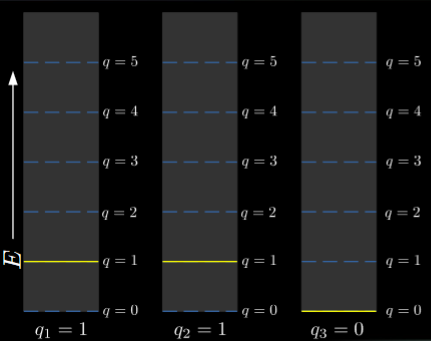 q = 5 q = 5 q = 5
q = 4 q = 4 q = 4
q = 3 q = 3 q = 3
q = 2 q = 2 q = 2
E q = 1 q = 1 q = 1
q = 0 q = 0 q = 0
q₁ = 1 q₂ = 1 q₃ = 0